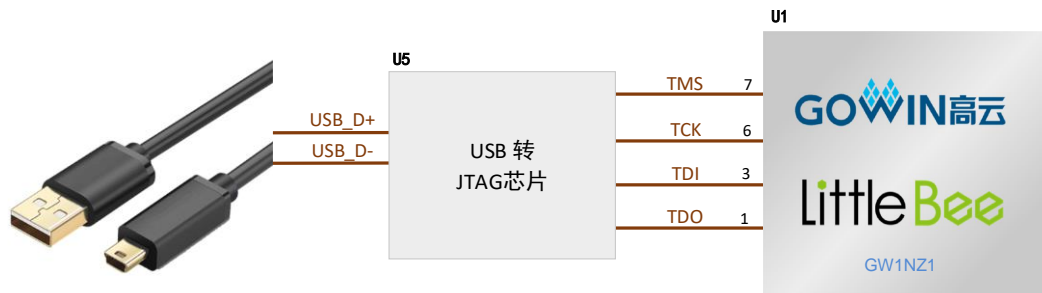 U1
U5
USB_D+
USB_D-
USB 转
JTAG芯片
TMS 7
TCK 6
TDI 3
TDO 1
GOWIN高云
LittleBee
GW1NZ1